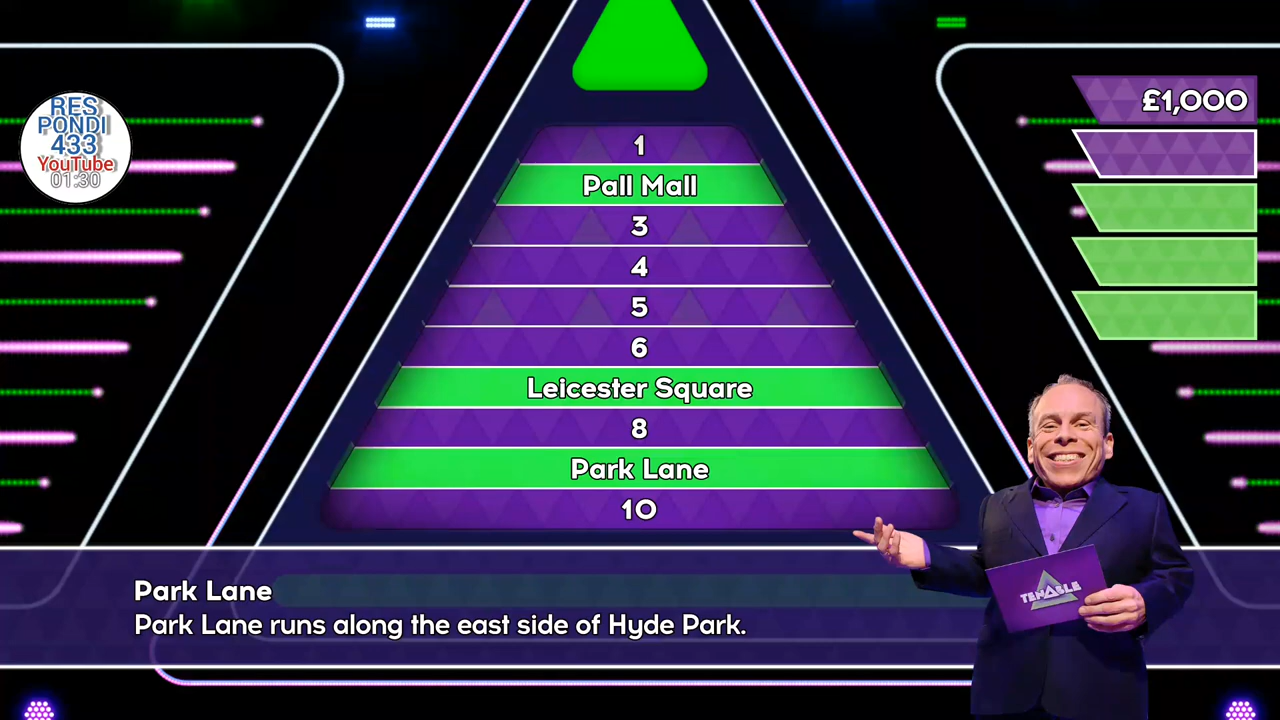 RES
PONDI
433
YouTube
01:30
£1,000
1
Pall Mall
3
4
5
6
Leicester Square
8
Park Lane
10
TENABLE
Park Lane
Park Lane runs along the east side of Hyde Park.